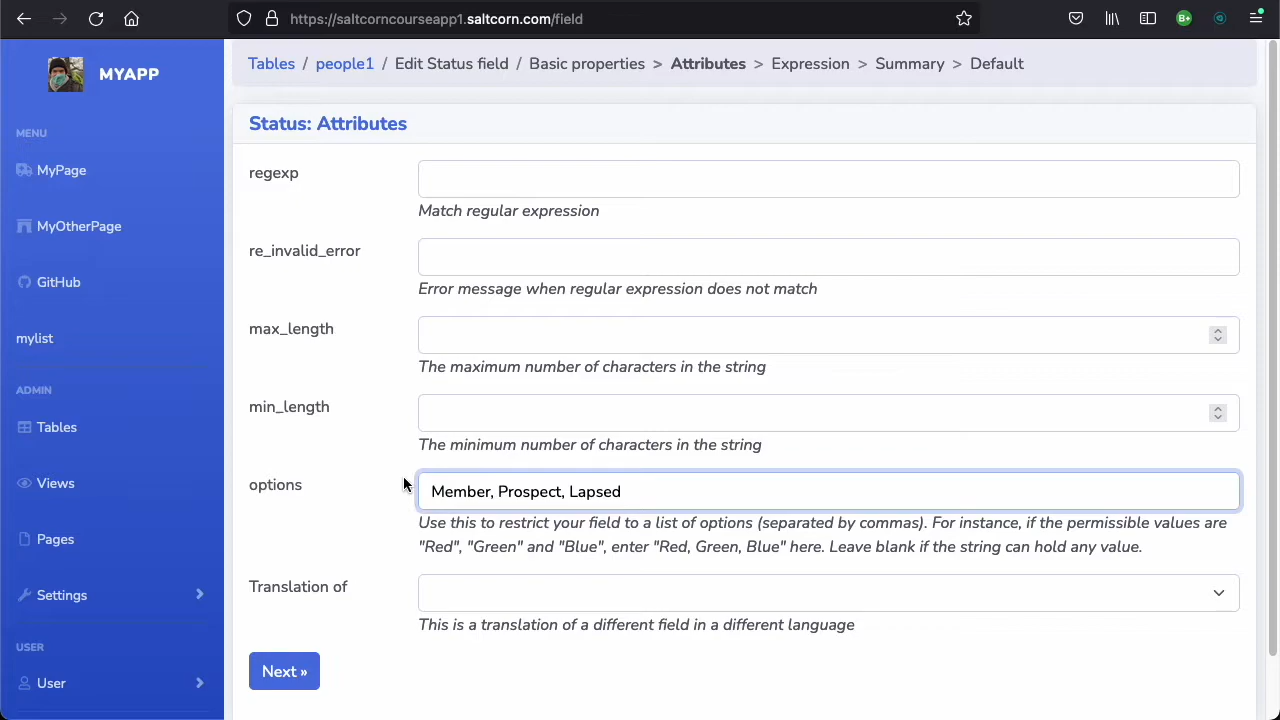 https://saltcorncourseapp1.saltcorn.com/field
MYAPP
MENU
MyPage
MyOtherPage
GitHub
mylist
ADMIN
Tables
Views
Pages
Settings
USER
User
Tables / people1 / Edit Status field / Basic properties > Attributes > Expression > Summary > Default
Status: Attributes
regexp
Match regular expression
re_invalid_error
Error message when regular expression does not match
max_length
The maximum number of characters in the string
min_length
The minimum number of characters in the string
options
Member, Prospect, Lapsed
Use this to restrict your field to a list of options (separated by commas). For instance, if the permissible values are
"Red", "Green" and "Blue", enter "Red, Green, Blue" here. Leave blank if the string can hold any value.
Translation of
This is a translation of a different field in a different language
Next »